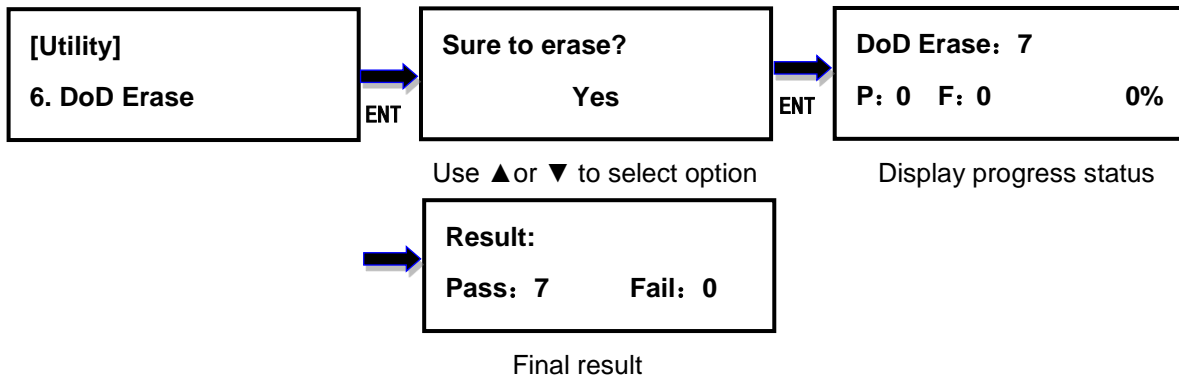 [Utility]
6. DoD Erase
ENT
Sure to erase?
Yes
Use ▲or ▼ to select option
ENT
DoD Erase：7
P：0 F：0 0%
Display progress status
Result:
Pass：7 Fail：0
Final result